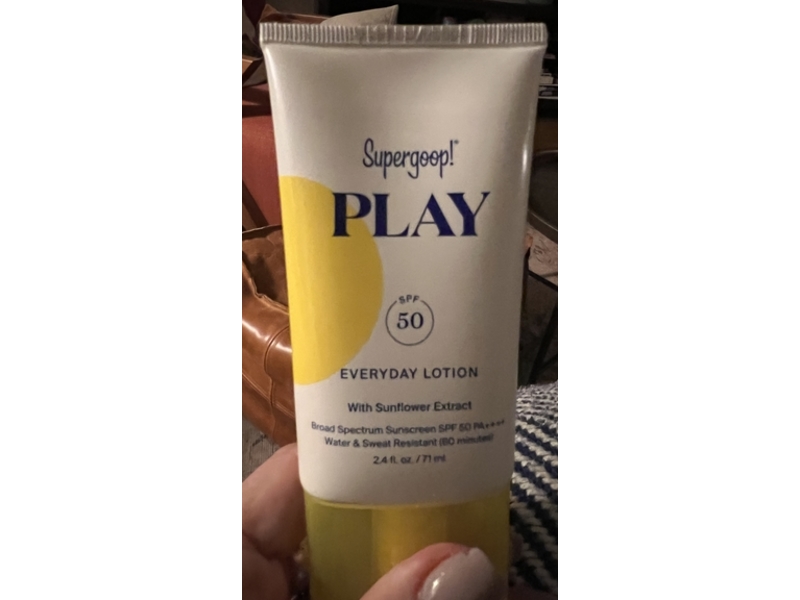 Supergoop!
PLAY
SPF
50
EVERYDAY LOTION
With Sunflower Extract
Broad Spectrum Sunscreen SPF 50 PA++++
Water & Sweat Resistant (80 minutes)
2.4 fl. oz. / 71 ml